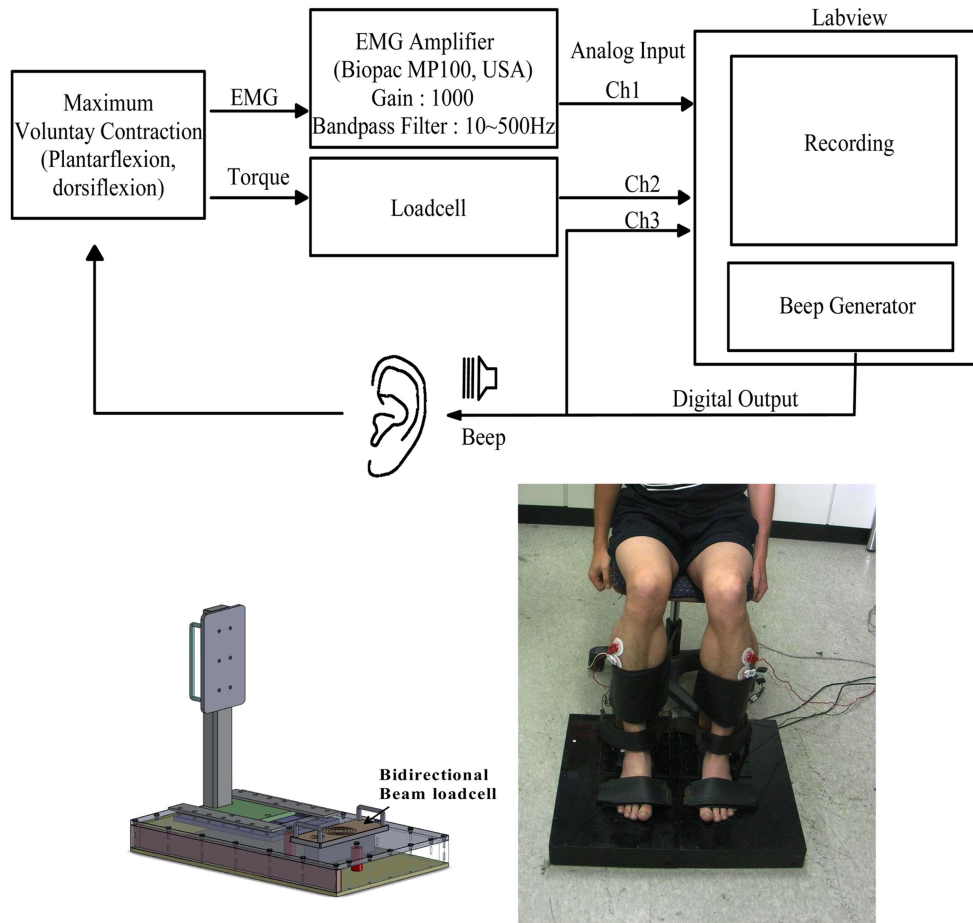 Labview
EMG Amplifier
(Biopac MP100, USA)
Gain : 1000
Bandpass Filter : 10~500Hz
Analog Input
Maximum
Voluntay Contraction
(Plantarflexion,
dorsiflexion)
EMG
Ch1
Recording
Torque
Loadcell
Ch2
Ch3
Beep Generator
Digital Output
Beep
Bidirectional
Beam loadcell